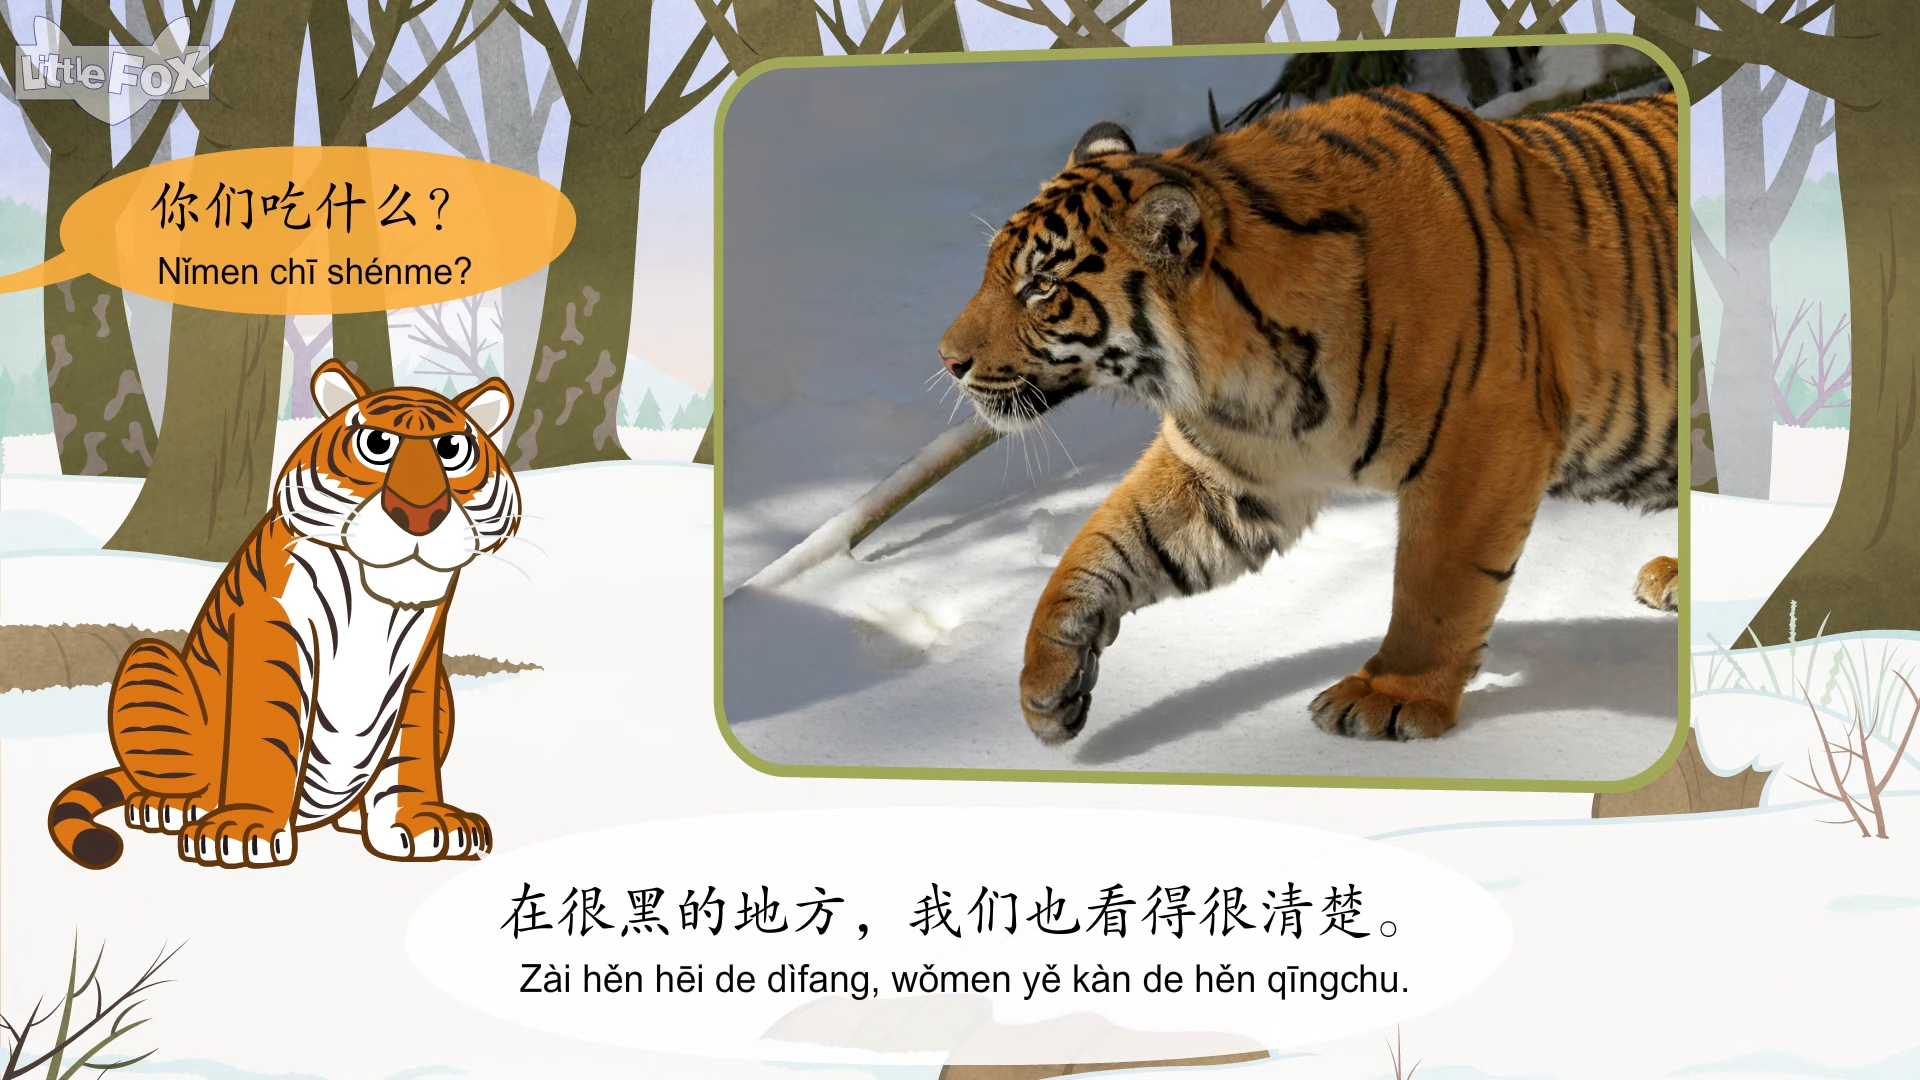 Little Fox
你们吃什么？
Nǐmen chī shénme?
在很黑的地方，我们也看得很清楚。
Zài hěn hēi de dìfang, wǒmen yě kàn de hěn qīngchu.